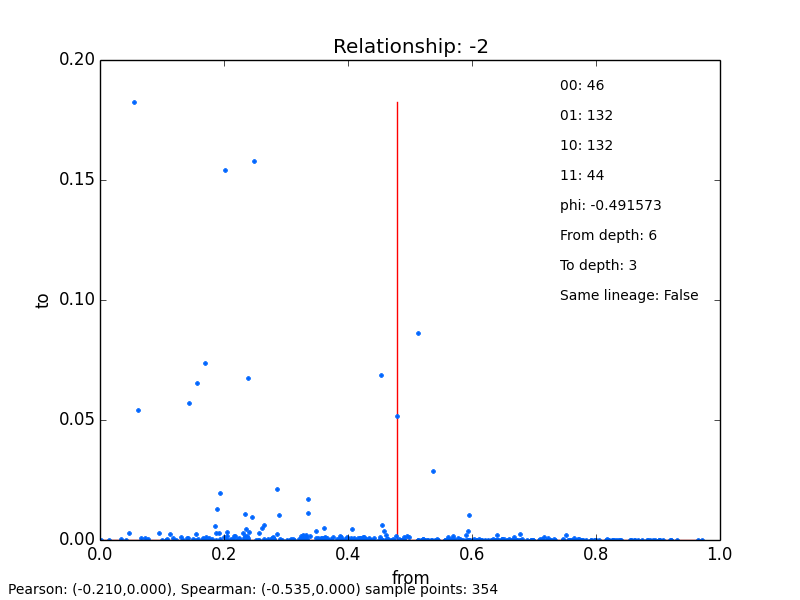 Relationship: -2
0.20
0.15
0.10
0.05
0.00
to
00: 46
01: 132
10: 132
11: 44
phi: -0.491573
From depth: 6
To depth: 3
Same lineage: False
0.0 0.2 0.4 0.6 0.8 1.0
from
Pearson: (-0.210,0.000), Spearman: (-0.535,0.000) sample points: 354